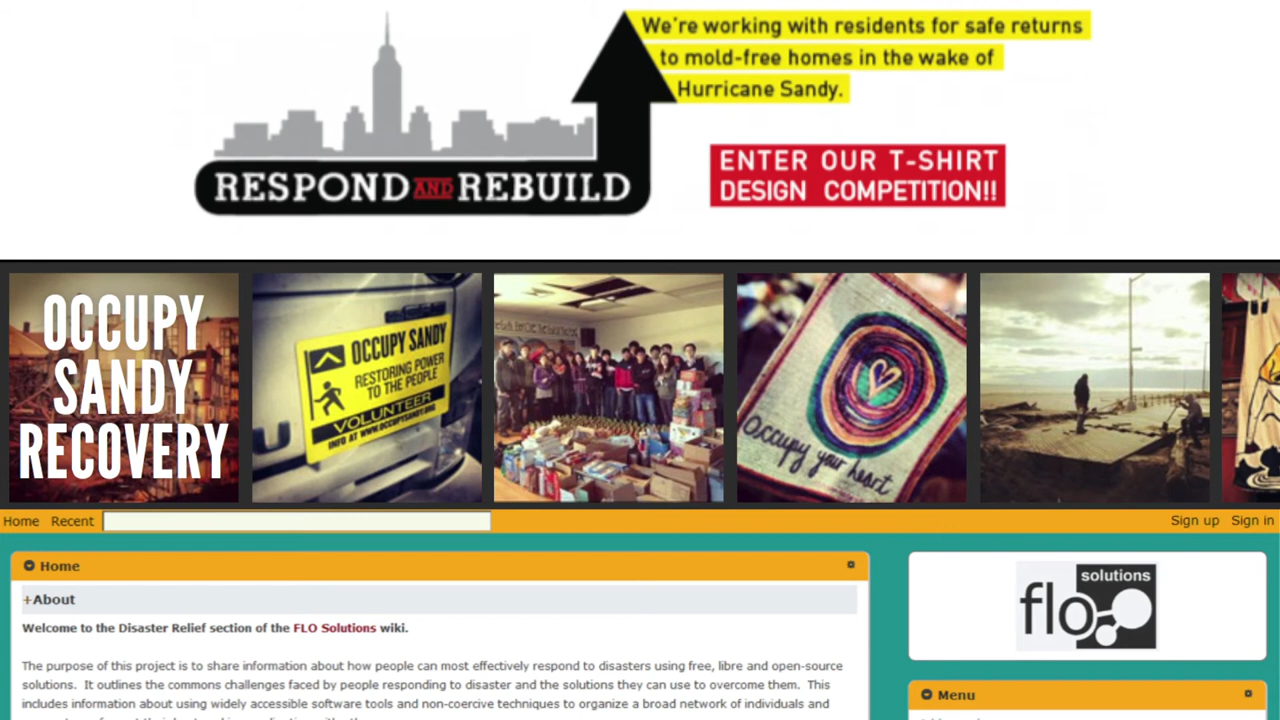 We're working with residents for safe returns
to mold-free homes in the wake of
Hurricane Sandy.
RESPOND AND REBUILD
ENTER OUR T-SHIRT
DESIGN COMPETITION!!
OCCUPY
SANDY
RECOVERY
OCCUPY SANDY
RESTORING POWER
TO THE PEOPLE
VOLUNTEER
INFO AT WWW.OCCUPYSANDY.ORG
Occupy your heart
Home Recent
Sign up Sign in
Home
+About
Welcome to the Disaster Relief section of the FLO Solutions wiki.
The purpose of this project is to share information about how people can most effectively respond to disasters using free, libre and open-source
solutions. It outlines the commons challenges faced by people responding to disaster and the solutions they can use to overcome them. This
includes information about using widely accessible software tools and non-coercive techniques to organize a broad network of individuals and
solutions
flo
Menu